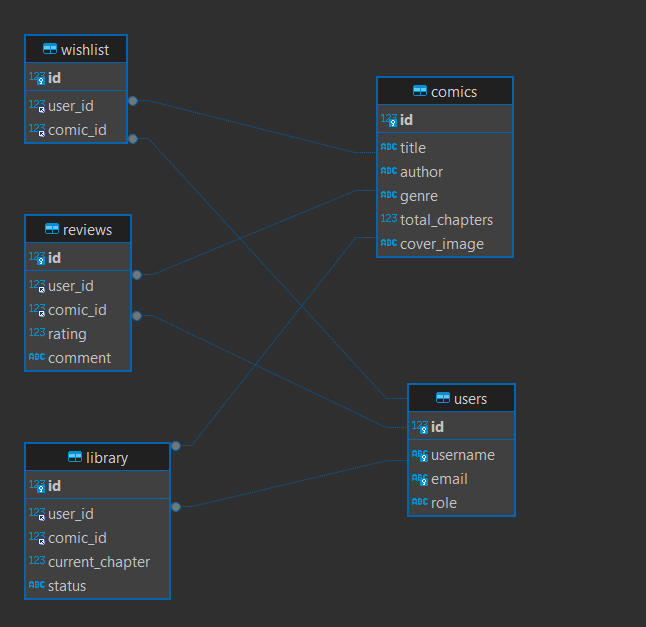 wishlist
123 id
123 user_id
123 comic_id
comics
123 id
ABC title
ABC author
ABC genre
123 total_chapters
ABC cover_image
reviews
123 id
123 user_id
123 comic_id
123 rating
ABC comment
users
123 id
ABC username
ABC email
ABC role
library
123 id
123 user_id
123 comic_id
123 current_chapter
ABC status